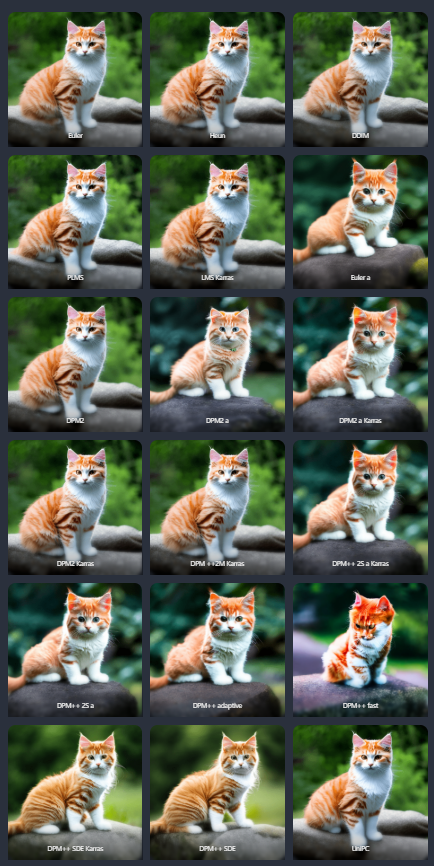 Euler
Heun
DDIM
PLMS
LMS Karras
Euler a
DPM2
DPM2 a
DPM2 a Karras
DPM2 Karras
DPM ++2M Karras
DPM++ 2S a Karras
DPM++ 2S a
DPM++ adaptive
DPM++ fast
DPM++ SDE Karras
DPM++ SDE
UniPC